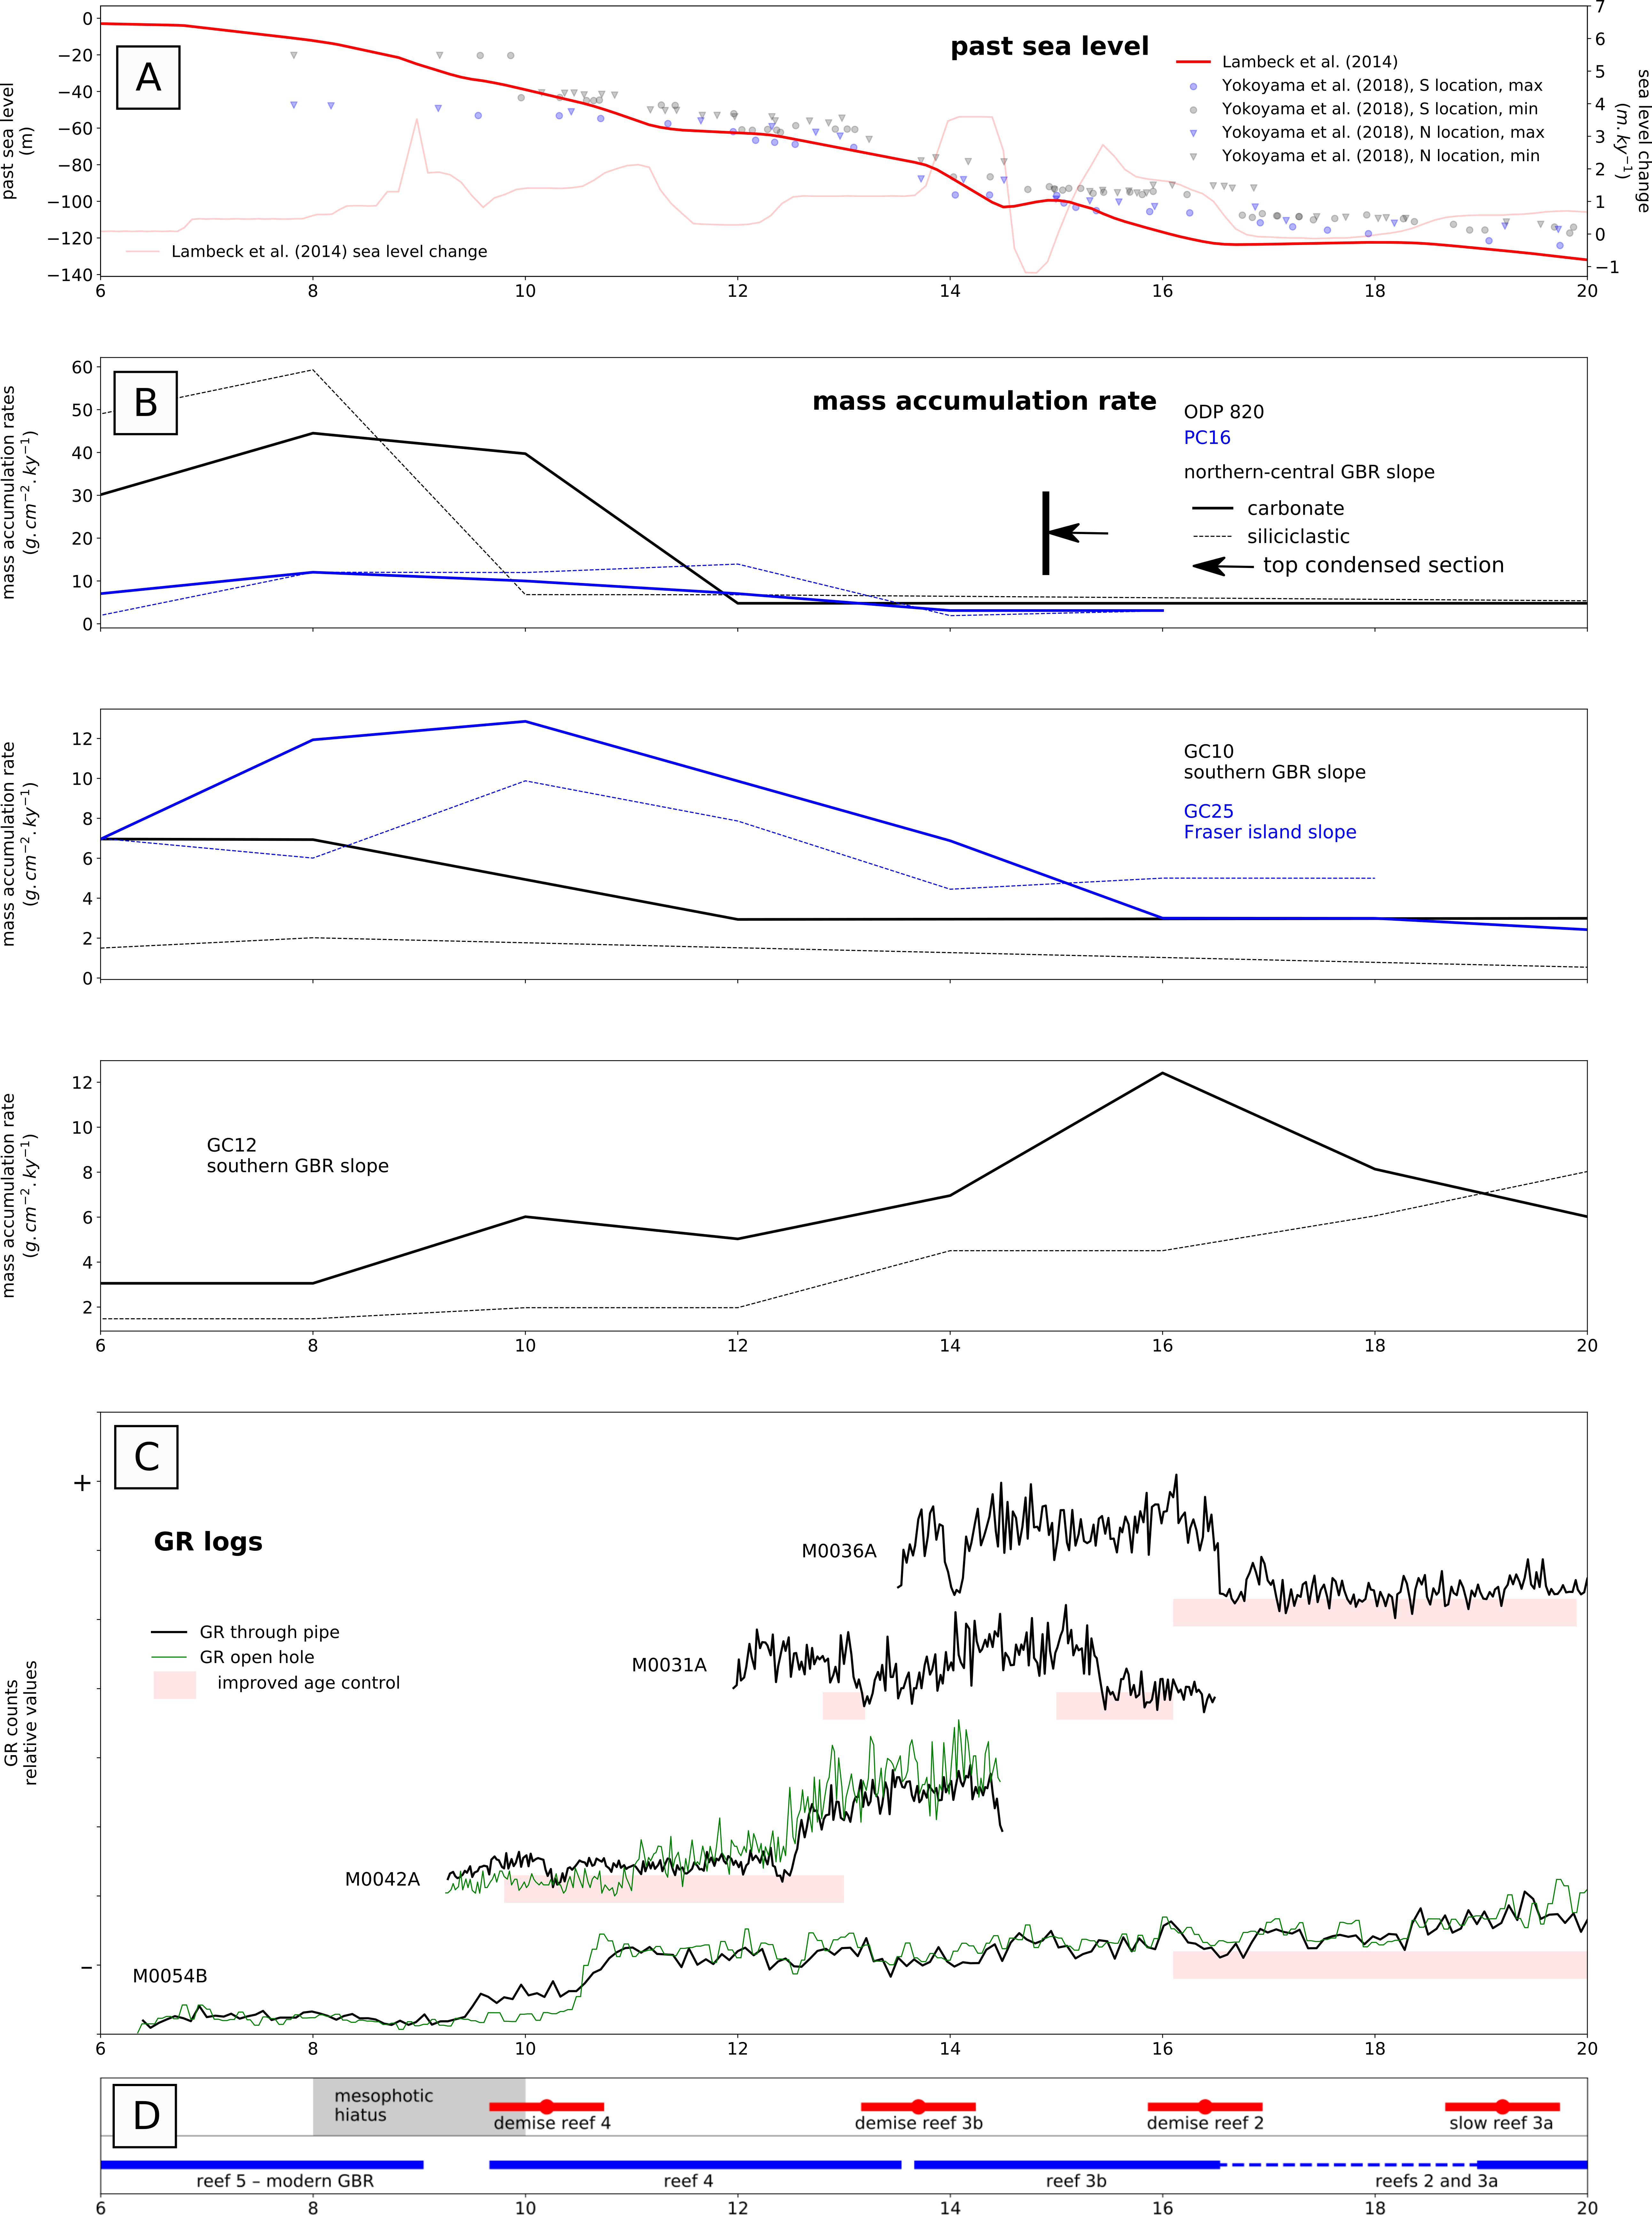 A
past sea level
past sea level
(m)
0
−20
−40
−60
−80
−100
−120
−140
7
6
5
4
3
2
1
0
−1
sea level change
(m.ky⁻¹)
Lambeck et al. (2014)
Yokoyama et al. (2018), S location, max
Yokoyama et al. (2018), S location, min
Yokoyama et al. (2018), N location, max
Yokoyama et al. (2018), N location, min
Lambeck et al. (2014) sea level change
6 8 10 12 14 16 18 20
B
mass accumulation rate
mass accumulation rates
(g.cm⁻².ky⁻¹)
60
50
40
30
20
10
0
ODP 820
PC16
northern-central GBR slope
carbonate
siliciclastic
top condensed section
mass accumulation rate
(g.cm⁻².ky⁻¹)
12
10
8
6
4
2
0
GC10
southern GBR slope
GC25
Fraser island slope
mass accumulation rate
(g.cm⁻².ky⁻¹)
12
10
8
6
4
2
GC12
southern GBR slope
6 8 10 12 14 16 18 20
C
+
−
GR counts
relative values
GR logs
GR through pipe
GR open hole
improved age control
M0036A
M0031A
M0042A
M0054B
6 8 10 12 14 16 18 20
D
mesophotic
hiatus
demise reef 4
demise reef 3b
demise reef 2
slow reef 3a
reef 5 – modern GBR
reef 4
reef 3b
reefs 2 and 3a
6 8 10 12 14 16 18 20